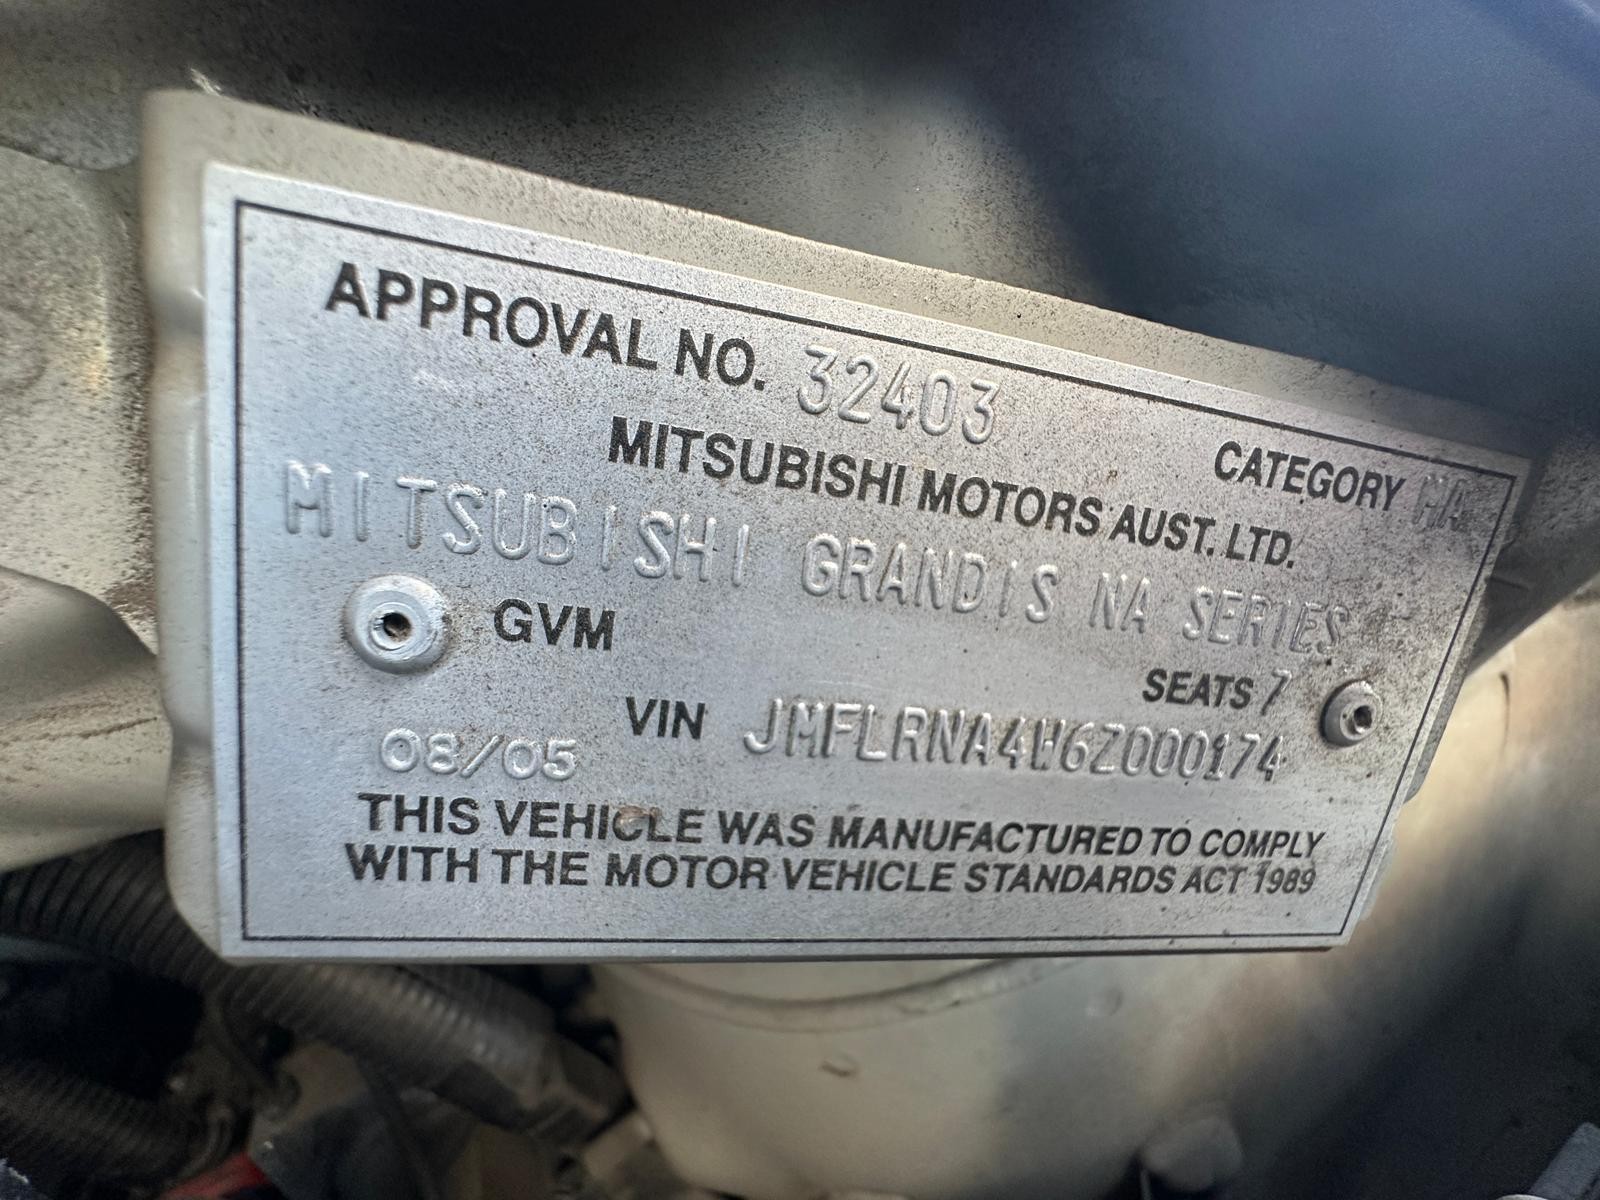 APPROVAL NO. 32403
CATEGORY MA
MITSUBISHI MOTORS AUST. LTD.
MITSUBISHI GRANDIS NA SERIES
GVM
SEATS 7
VIN JMFLRNA4W6Z000174
08/05
THIS VEHICLE WAS MANUFACTURED TO COMPLY
WITH THE MOTOR VEHICLE STANDARDS ACT 1989